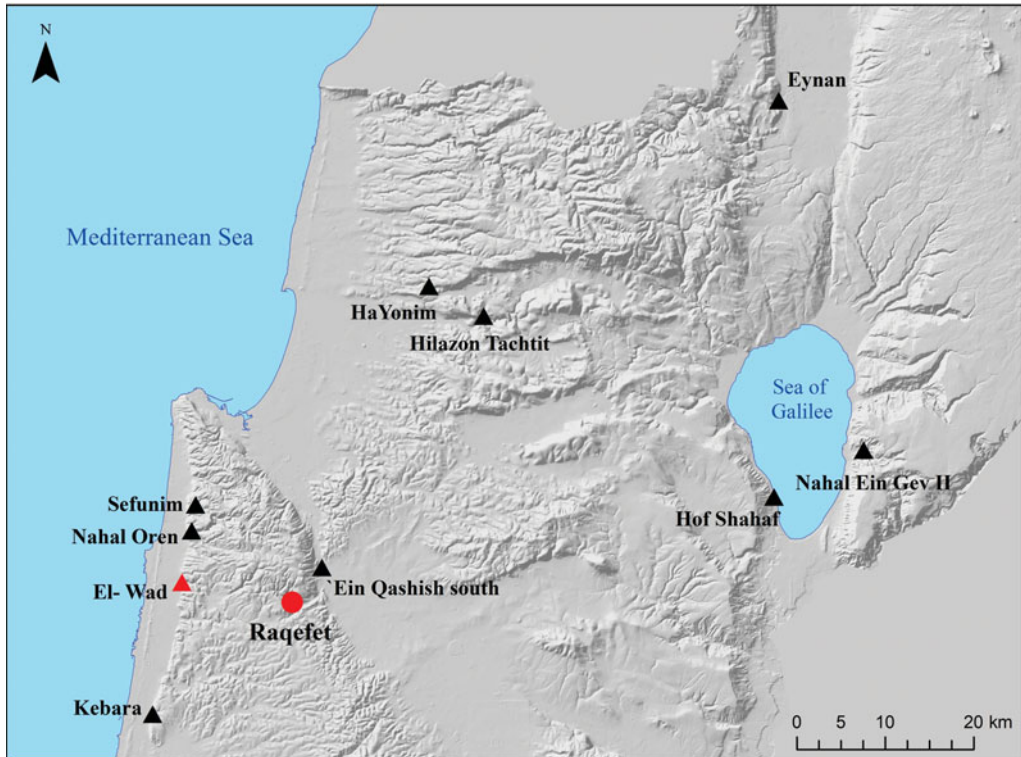 N
Eynan
Mediterranean Sea
HaYonim
Hilazon Tachtit
Sea of
Galilee
Nahal Ein Gev II
Sefunim
Hof Shahaf
Nahal Oren
El- Wad
`Ein Qashish south
Raqefet
Kebara
0 5 10 20 km